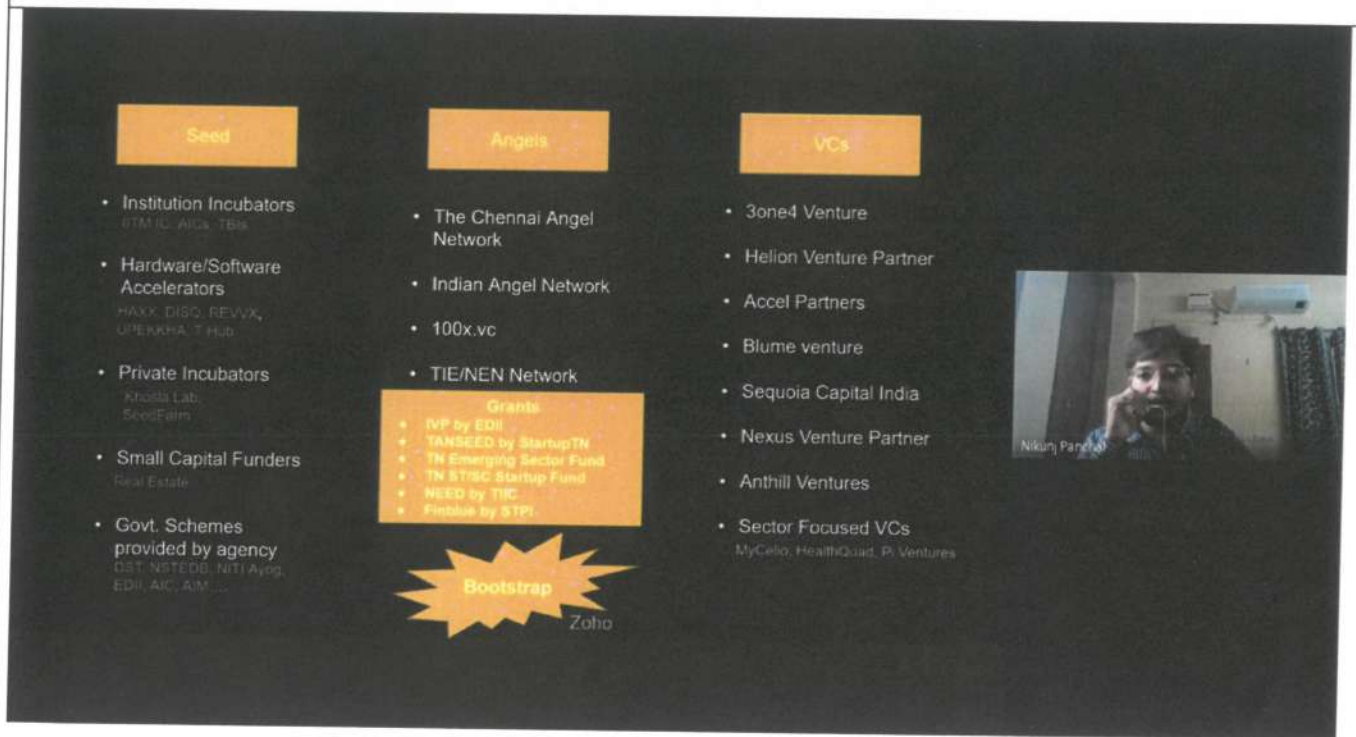 Seed
• Institution Incubators
IITM IC, AICs, TBIs
• Hardware/Software
Accelerators
HAXX, DISQ, REVVX,
UPEKKHA, T Hub
• Private Incubators
Khosla Lab,
SeedFarm
• Small Capital Funders
Real Estate
• Govt. Schemes
provided by agency
DST, NSTEDB, NITI Ayog,
EDII, AIC, AIM
Angels
• The Chennai Angel
Network
• Indian Angel Network
• 100x.vc
• TIE/NEN Network
Grants
• IVP by EDII
• TANSEED by StartupTN
• TN Emerging Sector Fund
• TN ST/SC Startup Fund
• NEED by TIIC
• Finblue by STPI
Bootstrap
Zoho
VCs
• 3one4 Venture
• Helion Venture Partner
• Accel Partners
• Blume venture
• Sequoia Capital India
• Nexus Venture Partner
• Anthill Ventures
• Sector Focused VCs
MyCelio, HealthQuad, Pi Ventures
Nikunj Panchal